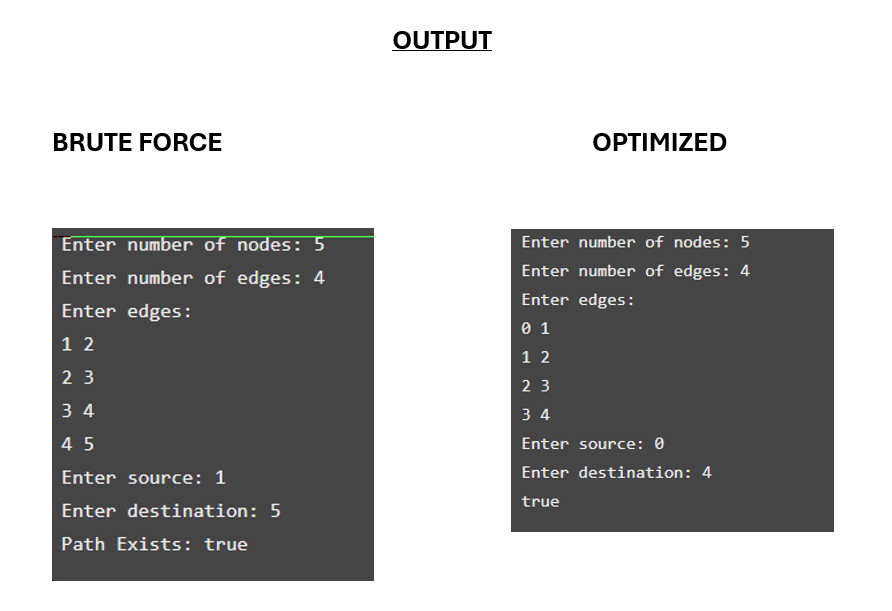 OUTPUT
BRUTE FORCE
Enter number of nodes: 5
Enter number of edges: 4
Enter edges:
1 2
2 3
3 4
4 5
Enter source: 1
Enter destination: 5
Path Exists: true
OPTIMIZED
Enter number of nodes: 5
Enter number of edges: 4
Enter edges:
0 1
1 2
2 3
3 4
Enter source: 0
Enter destination: 4
true